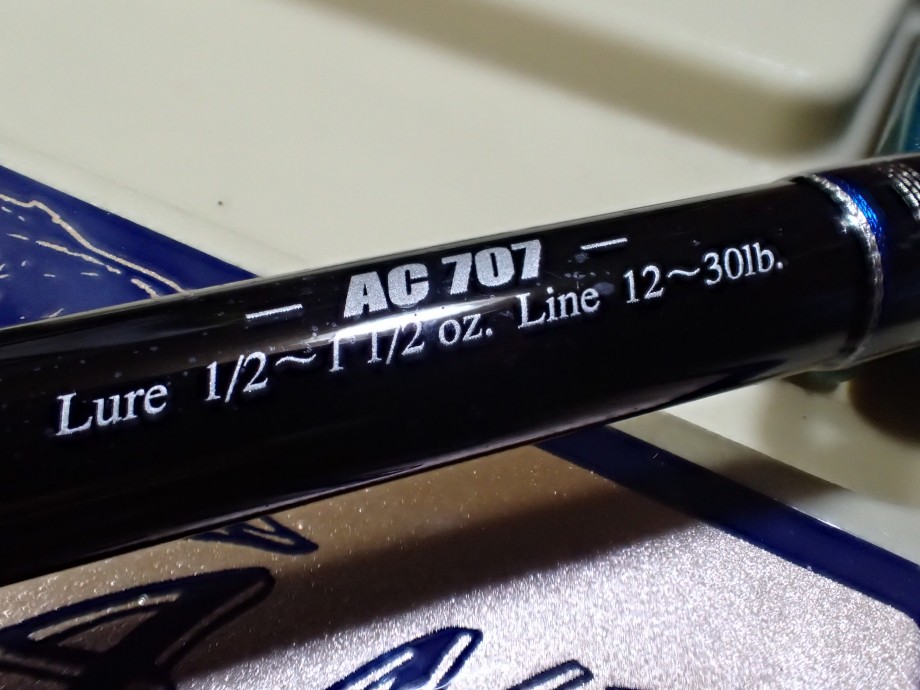 — AC 707 —
Lure 1/2～1 1/2 oz. Line 12～30lb.